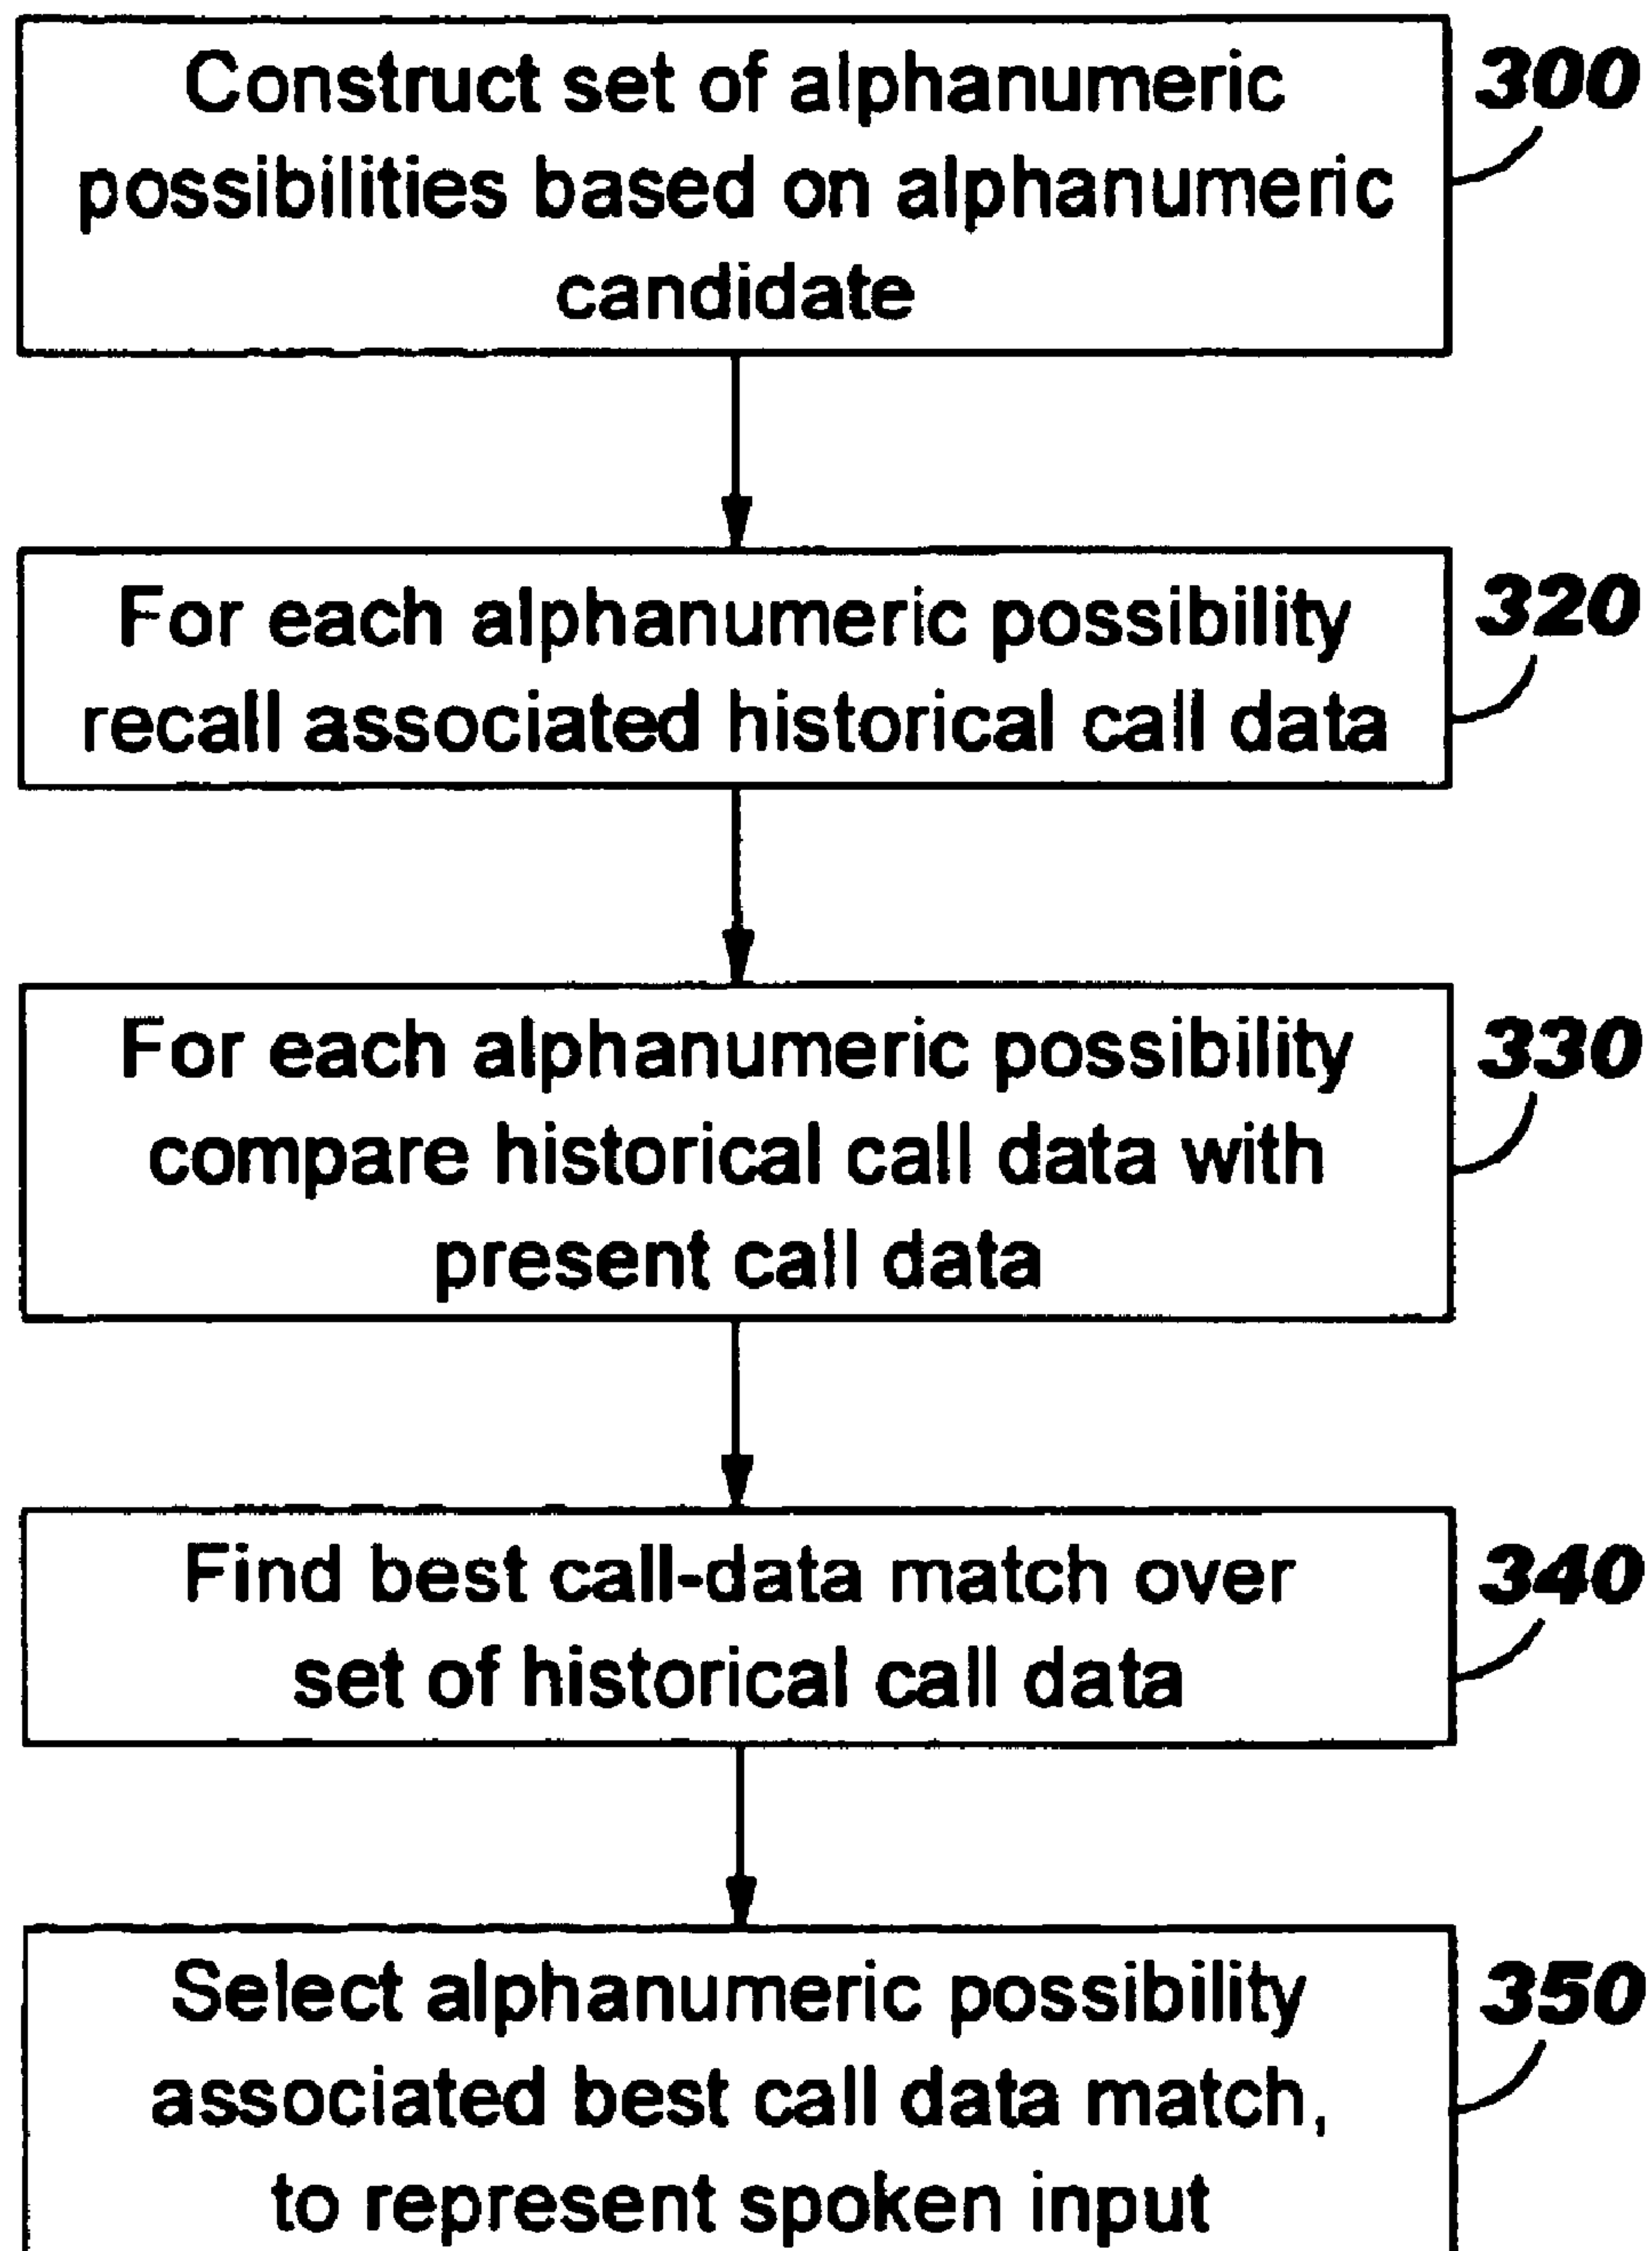 Construct set of alphanumeric
possibilities based on alphanumeric
candidate
300
For each alphanumeric possibility
recall associated historical call data
320
For each alphanumeric possibility
compare historical call data with
present call data
330
Find best call-data match over
set of historical call data
340
Select alphanumeric possibility
associated best call data match,
to represent spoken input
350